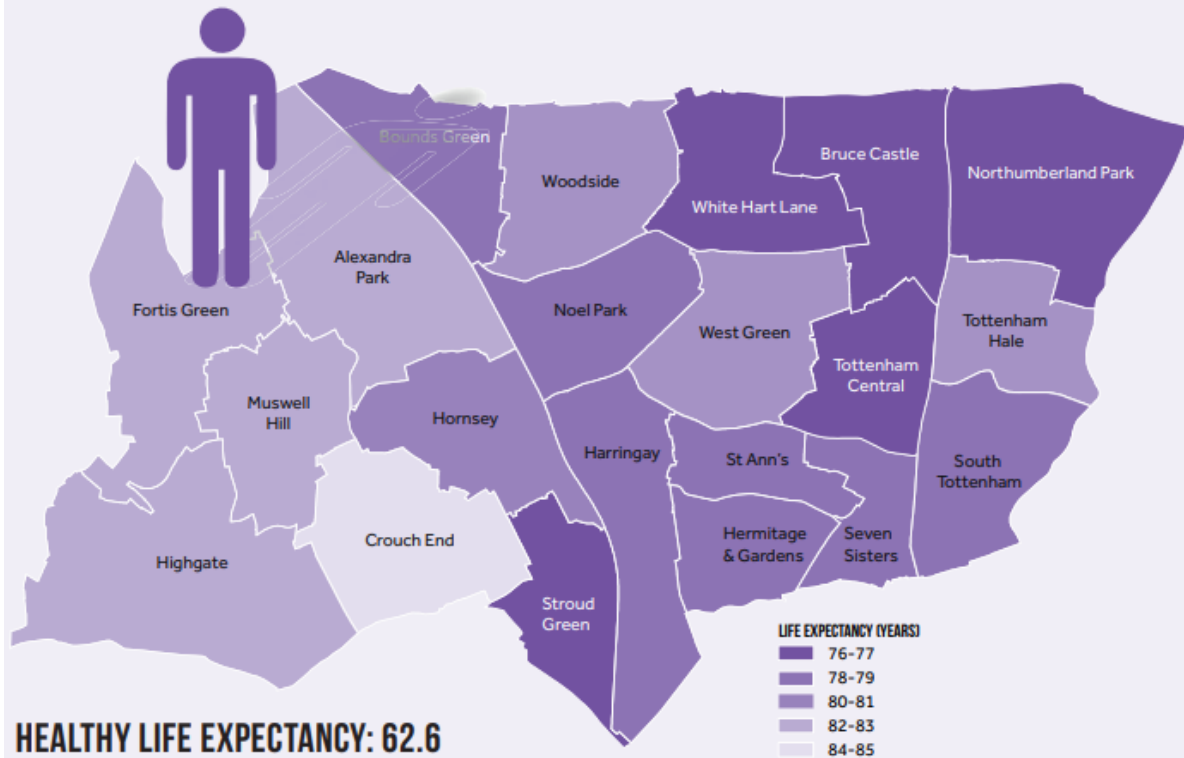 Bounds Green
Woodside
Bruce Castle
Northumberland Park
White Hart Lane
Alexandra
Park
Fortis Green
Noel Park
West Green
Tottenham
Hale
Tottenham
Central
Muswell
Hill
Hornsey
Harringay
St Ann's
South
Tottenham
Crouch End
Hermitage
& Gardens
Seven
Sisters
Highgate
Stroud
Green
LIFE EXPECTANCY (YEARS)
76-77
78-79
80-81
82-83
84-85
HEALTHY LIFE EXPECTANCY: 62.6